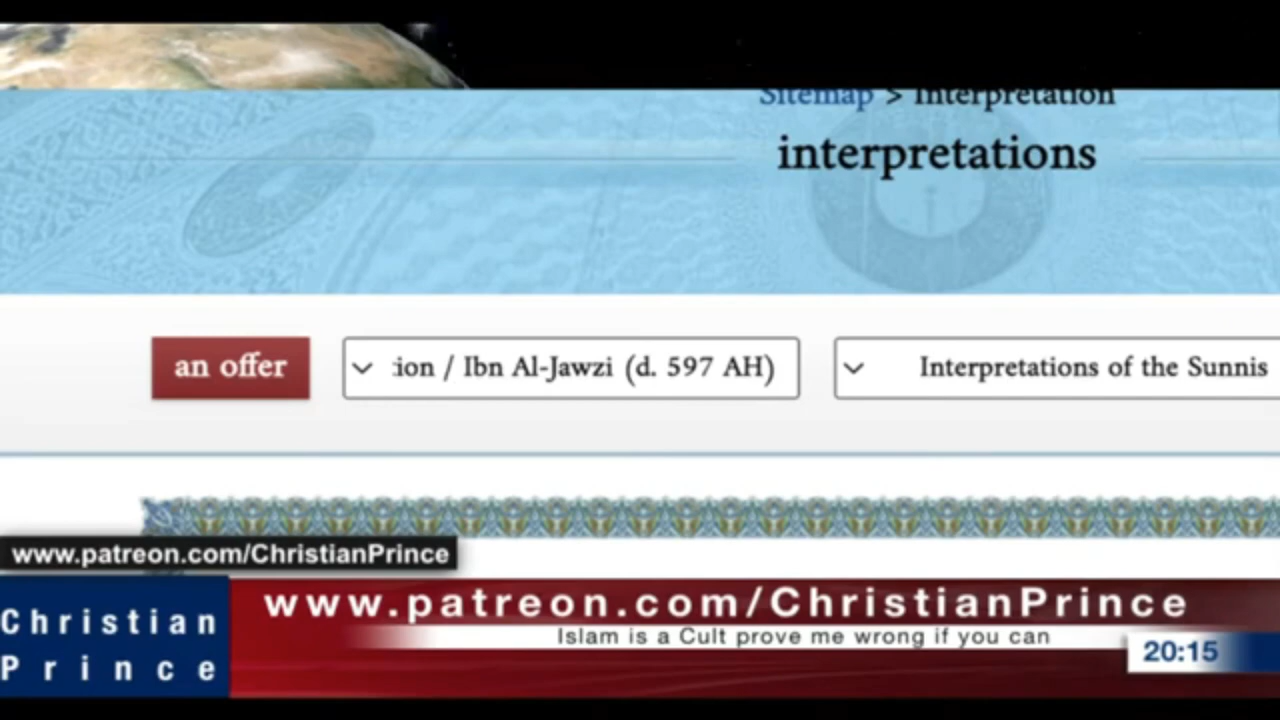 Sitemap > Interpretation
interpretations
an offer
ion / Ibn Al-Jawzi (d. 597 AH)
Interpretations of the Sunnis
www.patreon.com/ChristianPrince
Christian
Prince
www.patreon.com/ChristianPrince
Islam is a Cult prove me wrong if you can
20:15